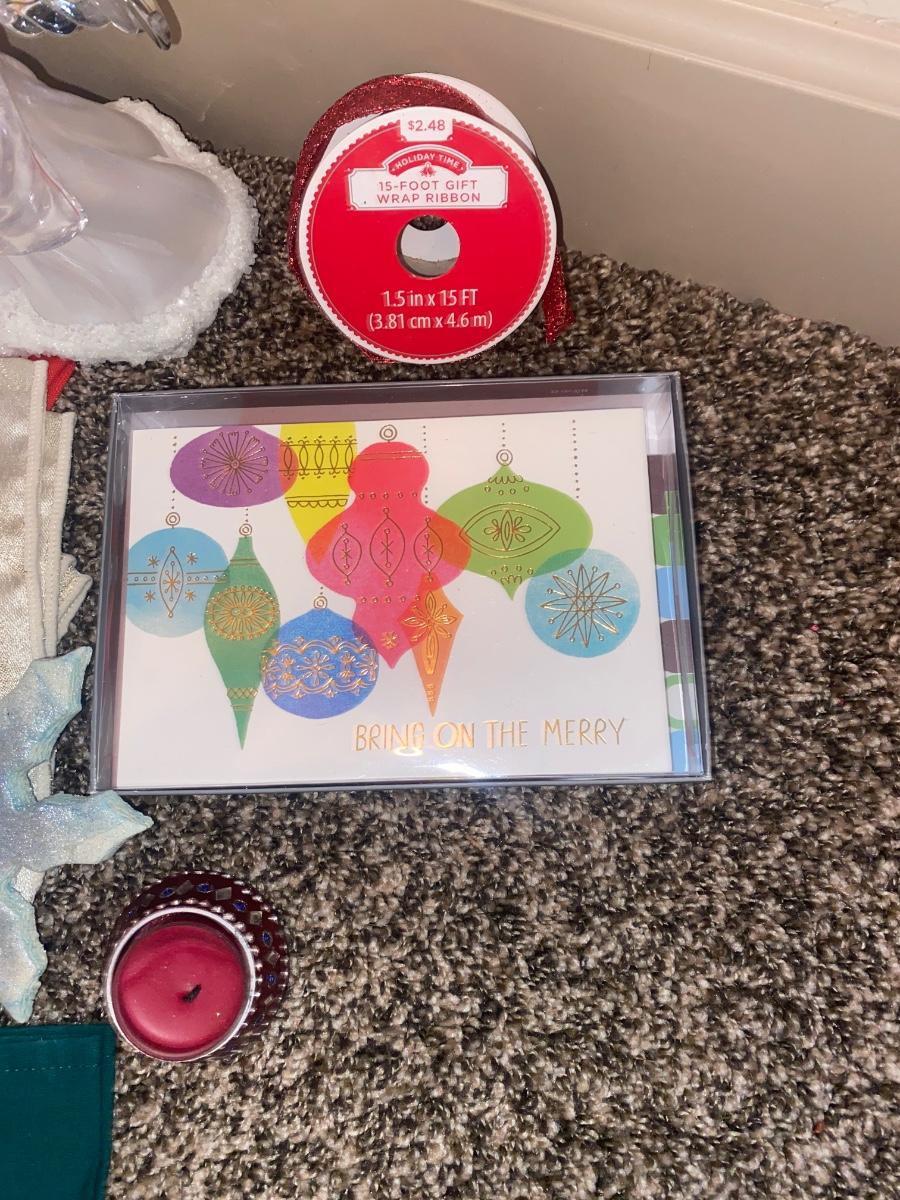 $2.48
HOLIDAY TIME
15-FOOT GIFT
WRAP RIBBON
1.5 in x 15 FT
(3.81 cm x 4.6 m)
BRING ON THE MERRY